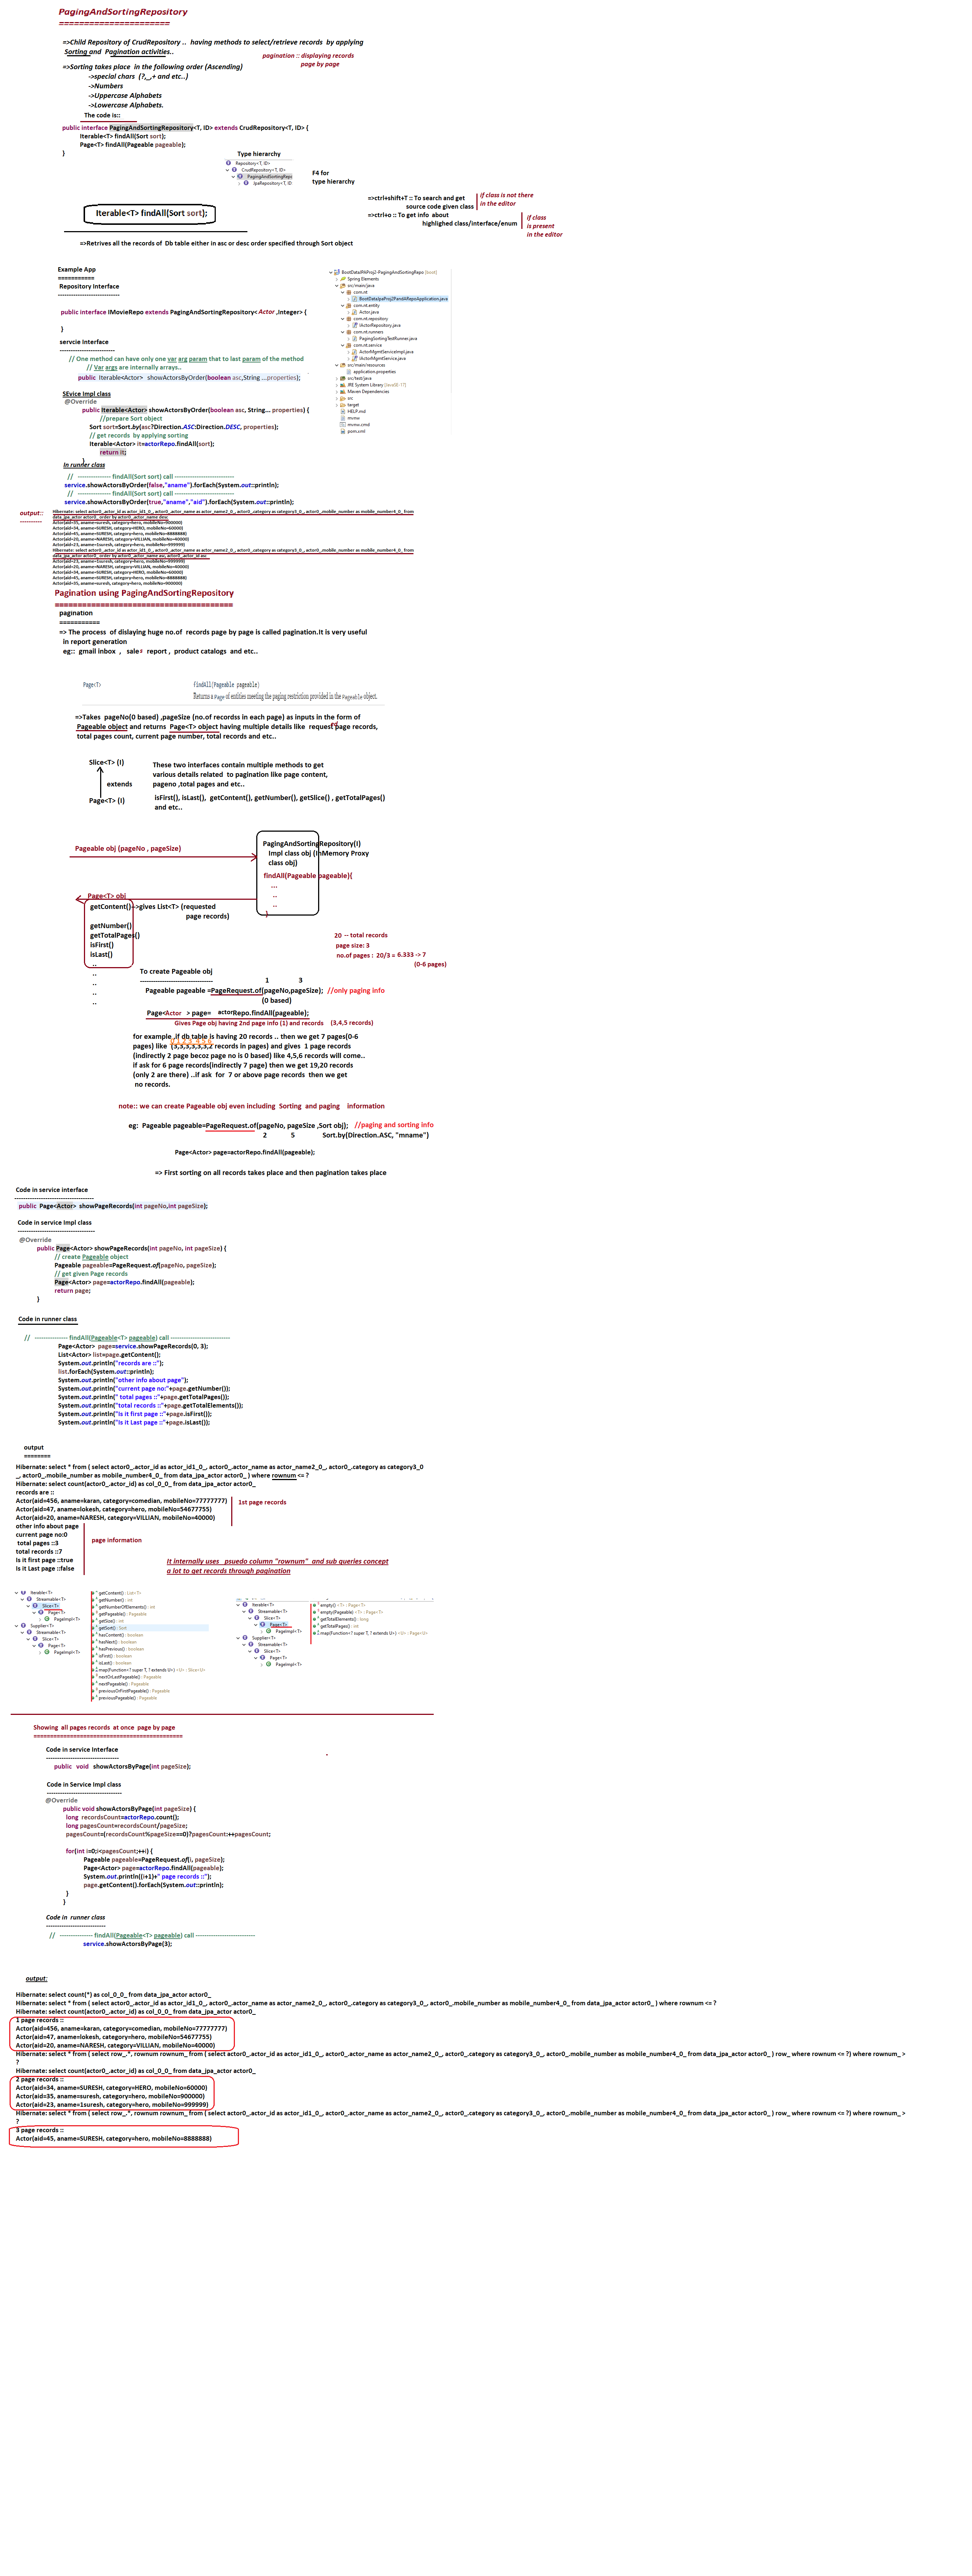 PagingAndSortingRepository
=====================
=>Child Repository of CrudRepository .. having methods to select/retrieve records by applying
Sorting and Pagination activities..
pagination :: displaying records
page by page
=>Sorting takes place in the following order (Ascending)
->special chars (?,_,+ and etc..)
->Numbers
->Uppercase Alphabets
->Lowercase Alphabets.
The code is::
public interface PagingAndSortingRepository<T, ID> extends CrudRepository<T, ID> {
Iterable<T> findAll(Sort sort);
Page<T> findAll(Pageable pageable);
}
Type hierarchy
Repository<T, ID>
CrudRepository<T, ID>
PagingAndSortingRepo
JpaRepository<T, ID
F4 for
type hierarchy
=>ctrl+shift+T :: To search and get
source code given class
if class is not there
in the editor
=>ctrl+o :: To get info about
highlighed class/interface/enum
if class
is present
in the editor
Iterable<T> findAll(Sort sort);
=>Retrives all the records of Db table either in asc or desc order specified through Sort object
Example App
===========
Repository Interface
----------------------------
public interface IMovieRepo extends PagingAndSortingRepository< Actor ,Integer> {
}
servcie Interface
-------------------------
// One method can have only one var arg param that to last param of the method
// Var args are internally arrays..
public Iterable<Actor> showActorsByOrder(boolean asc,String ...properties);
BootDataJPAProj2-PagingAndSortingRepo [boot]
Spring Elements
src/main/java
com.nt
BootDataJpaProj2PandARepoApplication.java
com.nt.entity
Actor.java
com.nt.repository
IActorRepository.java
com.nt.runners
PagingSortingTestRunner.java
com.nt.service
ActorMgmtServiceImpl.java
IActorMgmtService.java
src/main/resources
application.properties
src/test/java
JRE System Library [JavaSE-17]
Maven Dependencies
src
target
HELP.md
mvnw
mvnw.cmd
pom.xml
SEvice Impl class
@Override
public Iterable<Actor> showActorsByOrder(boolean asc, String... properties) {
//prepare Sort object
Sort sort=Sort.by(asc?Direction.ASC:Direction.DESC, properties);
// get records by applying sorting
Iterable<Actor> it=actorRepo.findAll(sort);
return it;
}
In runner class
// --------------- findAll(Sort sort) call ---------------------------
service.showActorsByOrder(false,"aname").forEach(System.out::println);
// --------------- findAll(Sort sort) call ---------------------------
service.showActorsByOrder(true,"aname","aid").forEach(System.out::println);
output::
----------
Hibernate: select actor0_.actor_id as actor_id1_0_, actor0_.actor_name as actor_name2_0_, actor0_.category as category3_0_, actor0_.mobile_number as mobile_number4_0_ from
data_jpa_actor actor0_ order by actor0_.actor_name desc
Actor(aid=35, aname=suresh, category=hero, mobileNo=900000)
Actor(aid=34, aname=SURESH, category=HERO, mobileNo=60000)
Actor(aid=45, aname=SURESH, category=hero, mobileNo=8888888)
Actor(aid=20, aname=NARESH, category=VILLIAN, mobileNo=40000)
Actor(aid=23, aname=1suresh, category=hero, mobileNo=999999)
Hibernate: select actor0_.actor_id as actor_id1_0_, actor0_.actor_name as actor_name2_0_, actor0_.category as category3_0_, actor0_.mobile_number as mobile_number4_0_ from
data_jpa_actor actor0_ order by actor0_.actor_name asc, actor0_.actor_id asc
Actor(aid=23, aname=1suresh, category=hero, mobileNo=999999)
Actor(aid=20, aname=NARESH, category=VILLIAN, mobileNo=40000)
Actor(aid=34, aname=SURESH, category=HERO, mobileNo=60000)
Actor(aid=45, aname=SURESH, category=hero, mobileNo=8888888)
Actor(aid=35, aname=suresh, category=hero, mobileNo=900000)
Pagination using PagingAndSortingRepository
=======================================
pagination
===========
=> The process of dislaying huge no.of records page by page is called pagination.It is very useful
in report generation
eg:: gmail inbox , sales report , product catalogs and etc..
Page<T> findAll(Pageable pageable)
Returns a Page of entities meeting the paging restriction provided in the Pageable object.
=>Takes pageNo(0 based) ,pageSize (no.of recordss in each page) as inputs in the form of
Pageable object and returns Page<T> object having multiple details like requested page records,
total pages count, current page number, total records and etc..
Slice<T> (I)
extends
Page<T> (I)
These two interfaces contain multiple methods to get
various details related to pagination like page content,
pageno ,total pages and etc..
isFirst(), isLast(), getContent(), getNumber(), getSlice() , getTotalPages()
and etc..
Pageable obj (pageNo , pageSize)
PagingAndSortingRepository(I)
Impl class obj (InMemory Proxy
class obj)
findAll(Pageable pageable){
...
..
..
}
Page<T> obj
getContent()-->gives List<T> (requested
page records)
getNumber()
getTotalPages()
isFirst()
isLast()
..
..
..
..
..
20 -- total records
page size: 3
no.of pages : 20/3 = 6.333 -> 7
(0-6 pages)
To create Pageable obj
---------------------------------
1 3
Pageable pageable =PageRequest.of(pageNo,pageSize); //only paging info
(0 based)
Page<Actor > page= actorRepo.findAll(pageable);
Gives Page obj having 2nd page info (1) and records (3,4,5 records)
for example ,if db table is having 20 records .. then we get 7 pages(0-6
0 1 2 3 4 5 6
pages) like (3,3,3,3,3,3,2 records in pages) and gives 1 page records
(indirectly 2 page becoz page no is 0 based) like 4,5,6 records will come..
if ask for 6 page records(indirectly 7 page) then we get 19,20 records
(only 2 are there) ..if ask for 7 or above page records then we get
no records.
note:: we can create Pageable obj even including Sorting and paging information
eg: Pageable pageable=PageRequest.of(pageNo, pageSize ,Sort obj); //paging and sorting info
2 5 Sort.by(Direction.ASC, "mname")
Page<Actor> page=actorRepo.findAll(pageable);
=> First sorting on all records takes place and then pagination takes place
Code in service interface
------------------------------------
public Page<Actor> showPageRecords(int pageNo,int pageSize);
Code in service Impl class
-----------------------------------
@Override
public Page<Actor> showPageRecords(int pageNo, int pageSize) {
// create Pageable object
Pageable pageable=PageRequest.of(pageNo, pageSize);
// get given Page records
Page<Actor> page=actorRepo.findAll(pageable);
return page;
}
Code in runner class
// --------------- findAll(Pageable<T> pageable) call ---------------------------
Page<Actor> page=service.showPageRecords(0, 3);
List<Actor> list=page.getContent();
System.out.println("records are ::");
list.forEach(System.out::println);
System.out.println("other info about page");
System.out.println("current page no:"+page.getNumber());
System.out.println(" total pages ::"+page.getTotalPages());
System.out.println("total records ::"+page.getTotalElements());
System.out.println("Is it first page ::"+page.isFirst());
System.out.println("Is it Last page ::"+page.isLast());
output
========
Hibernate: select * from ( select actor0_.actor_id as actor_id1_0_, actor0_.actor_name as actor_name2_0_, actor0_.category as category3_0
_, actor0_.mobile_number as mobile_number4_0_ from data_jpa_actor actor0_ ) where rownum <= ?
Hibernate: select count(actor0_.actor_id) as col_0_0_ from data_jpa_actor actor0_
records are ::
Actor(aid=456, aname=karan, category=comedian, mobileNo=77777777)
Actor(aid=47, aname=lokesh, category=hero, mobileNo=54677755)
Actor(aid=20, aname=NARESH, category=VILLIAN, mobileNo=40000)
1st page records
other info about page
current page no:0
total pages ::3
total records ::7
Is it first page ::true
Is it Last page ::false
page information
It internally uses psuedo column "rownum" and sub queries concept
a lot to get records through pagination
Iterable<T>
Streamable<T>
Slice<T>
Page<T>
PageImpl<T>
Supplier<T>
Streamable<T>
Slice<T>
Page<T>
PageImpl<T>
getContent() : List<T>
getNumber() : int
getNumberOfElements() : int
getPageable() : Pageable
getSize() : int
getSort() : Sort
hasContent() : boolean
hasNext() : boolean
hasPrevious() : boolean
isFirst() : boolean
isLast() : boolean
map(Function<? super T, ? extends U>) <U> : Slice<U>
nextOrLastPageable() : Pageable
nextPageable() : Pageable
previousOrFirstPageable() : Pageable
previousPageable() : Pageable
Iterable<T>
Streamable<T>
Slice<T>
Page<T>
PageImpl<T>
Supplier<T>
Streamable<T>
Slice<T>
Page<T>
PageImpl<T>
empty() <T> : Page<T>
empty(Pageable) <T> : Page<T>
getTotalElements() : long
getTotalPages() : int
map(Function<? super T, ? extends U>) <U> : Page<U>
Showing all pages records at once page by page
=============================================
Code in service Interface
---------------------------------
public void showActorsByPage(int pageSize);
Code in Service Impl class
----------------------------------
@Override
public void showActorsByPage(int pageSize) {
long recordsCount=actorRepo.count();
long pagesCount=recordsCount/pageSize;
pagesCount=(recordsCount%pageSize==0)?pagesCount:++pagesCount;
for(int i=0;i<pagesCount;++i) {
Pageable pageable=PageRequest.of(i, pageSize);
Page<Actor> page=actorRepo.findAll(pageable);
System.out.println((i+1)+" page records ::");
page.getContent().forEach(System.out::println);
}
}
Code in runner class
---------------------------
// --------------- findAll(Pageable<T> pageable) call ---------------------------
service.showActorsByPage(3);
output:
Hibernate: select count(*) as col_0_0_ from data_jpa_actor actor0_
Hibernate: select * from ( select actor0_.actor_id as actor_id1_0_, actor0_.actor_name as actor_name2_0_, actor0_.category as category3_0_, actor0_.mobile_number as mobile_number4_0_ from data_jpa_actor actor0_ ) where rownum <= ?
Hibernate: select count(actor0_.actor_id) as col_0_0_ from data_jpa_actor actor0_
1 page records ::
Actor(aid=456, aname=karan, category=comedian, mobileNo=77777777)
Actor(aid=47, aname=lokesh, category=hero, mobileNo=54677755)
Actor(aid=20, aname=NARESH, category=VILLIAN, mobileNo=40000)
Hibernate: select * from ( select row_.*, rownum rownum_ from ( select actor0_.actor_id as actor_id1_0_, actor0_.actor_name as actor_name2_0_, actor0_.category as category3_0_, actor0_.mobile_number as mobile_number4_0_ from data_jpa_actor actor0_ ) row_ where rownum <= ?) where rownum_ >
?
Hibernate: select count(actor0_.actor_id) as col_0_0_ from data_jpa_actor actor0_
2 page records ::
Actor(aid=34, aname=SURESH, category=HERO, mobileNo=60000)
Actor(aid=35, aname=suresh, category=hero, mobileNo=900000)
Actor(aid=23, aname=1suresh, category=hero, mobileNo=999999)
Hibernate: select * from ( select row_.*, rownum rownum_ from ( select actor0_.actor_id as actor_id1_0_, actor0_.actor_name as actor_name2_0_, actor0_.category as category3_0_, actor0_.mobile_number as mobile_number4_0_ from data_jpa_actor actor0_ ) row_ where rownum <= ?) where rownum_ >
?
3 page records ::
Actor(aid=45, aname=SURESH, category=hero, mobileNo=8888888)